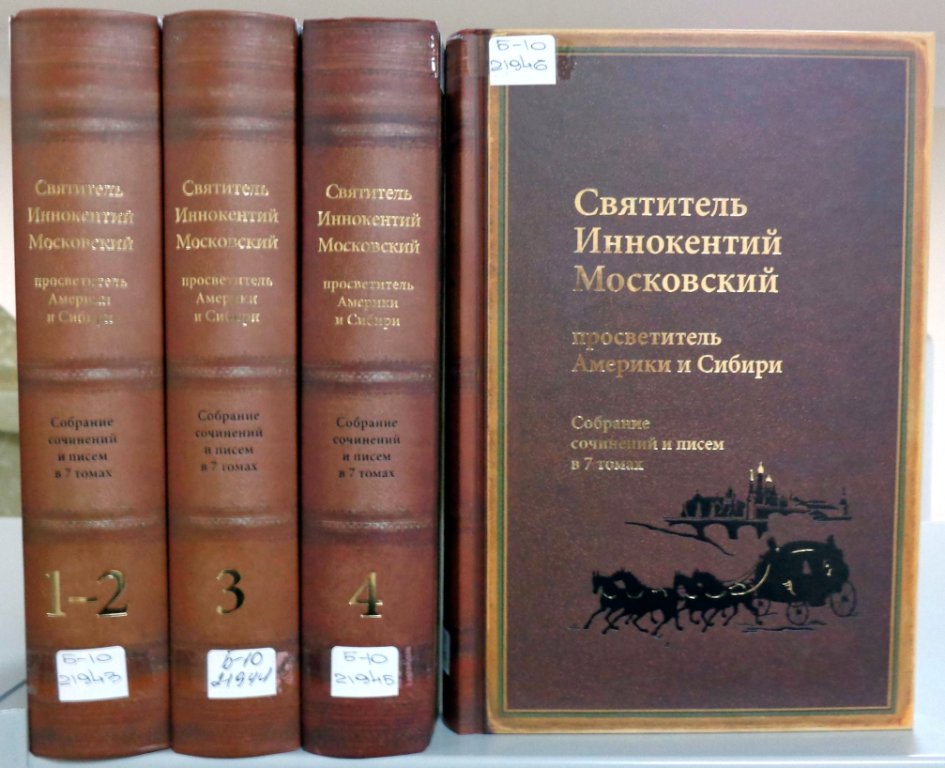 Святитель
Иннокентий
Московский
просветитель
Америки
и Сибири
Собрание
сочинений
и писем
в 7 томах
1–2
Б-10
21943
Святитель
Иннокентий
Московский
просветитель
Америки
и Сибири
Собрание
сочинений
и писем
в 7 томах
3
Б-10
21944
Святитель
Иннокентий
Московский
просветитель
Америки
и Сибири
Собрание
сочинений
и писем
в 7 томах
4
Б-10
21945
Б-10
21946
Святитель
Иннокентий
Московский
просветитель
Америки и Сибири
Собрание
сочинений и писем
в 7 томах